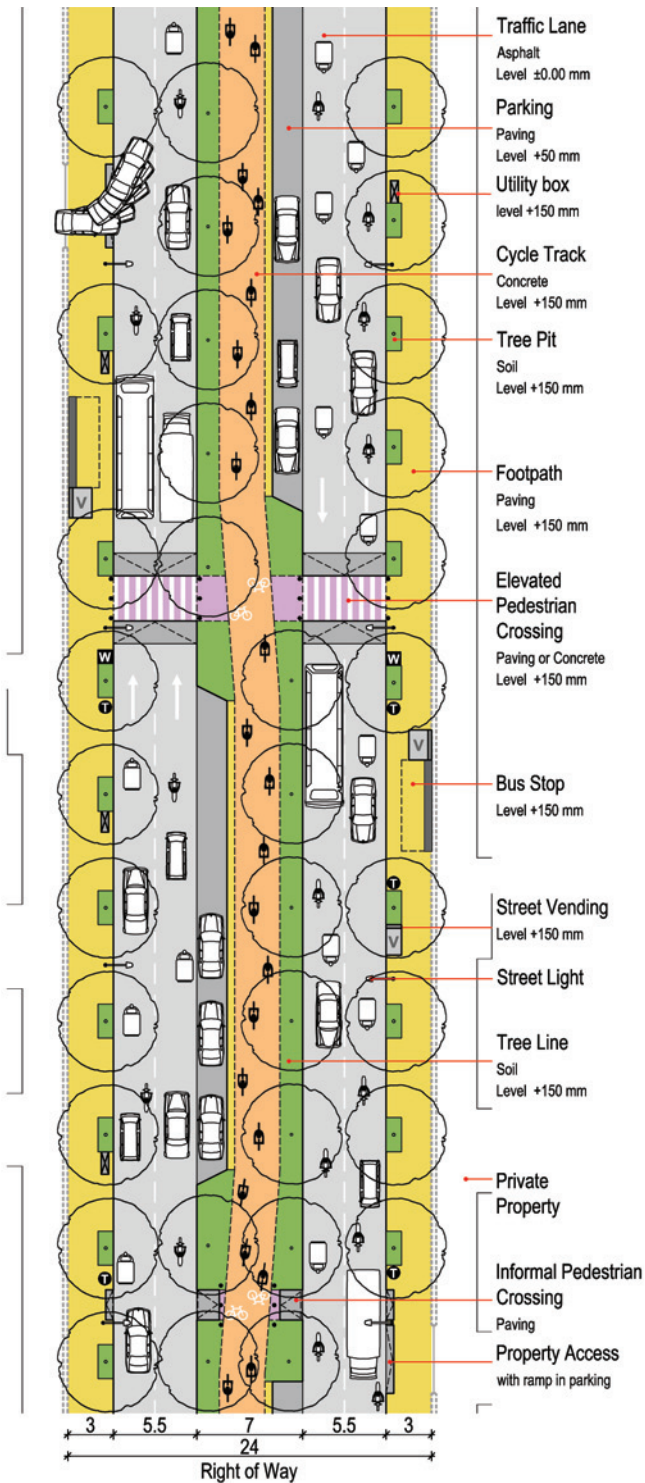 Traffic Lane
Asphalt
Level ±0.00 mm
Parking
Paving
Level +50 mm
Utility box
level +150 mm
Cycle Track
Concrete
Level +150 mm
Tree Pit
Soil
Level +150 mm
Footpath
Paving
Level +150 mm
V
Elevated
Pedestrian
Crossing
Paving or Concrete
Level +150 mm
W
W
T
T
V
Bus Stop
Level +150 mm
T
Street Vending
Level +150 mm
V
Street Light
Tree Line
Soil
Level +150 mm
Private
Property
T
T
Informal Pedestrian
Crossing
Paving
Property Access
with ramp in parking
3 5.5 7 5.5 3
24
Right of Way